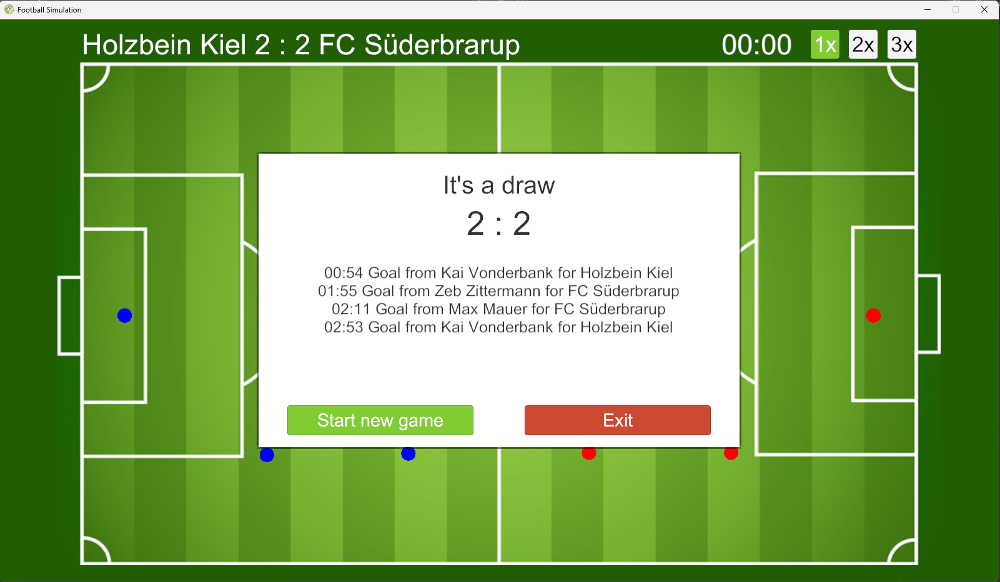 Football Simulation
Holzbein Kiel 2 : 2 FC Süderbrarup
00:00 1x 2x 3x
It's a draw
2 : 2
00:54 Goal from Kai Vonderbank for Holzbein Kiel
01:55 Goal from Zeb Zittermann for FC Süderbrarup
02:11 Goal from Max Mauer for FC Süderbrarup
02:53 Goal from Kai Vonderbank for Holzbein Kiel
Start new game
Exit